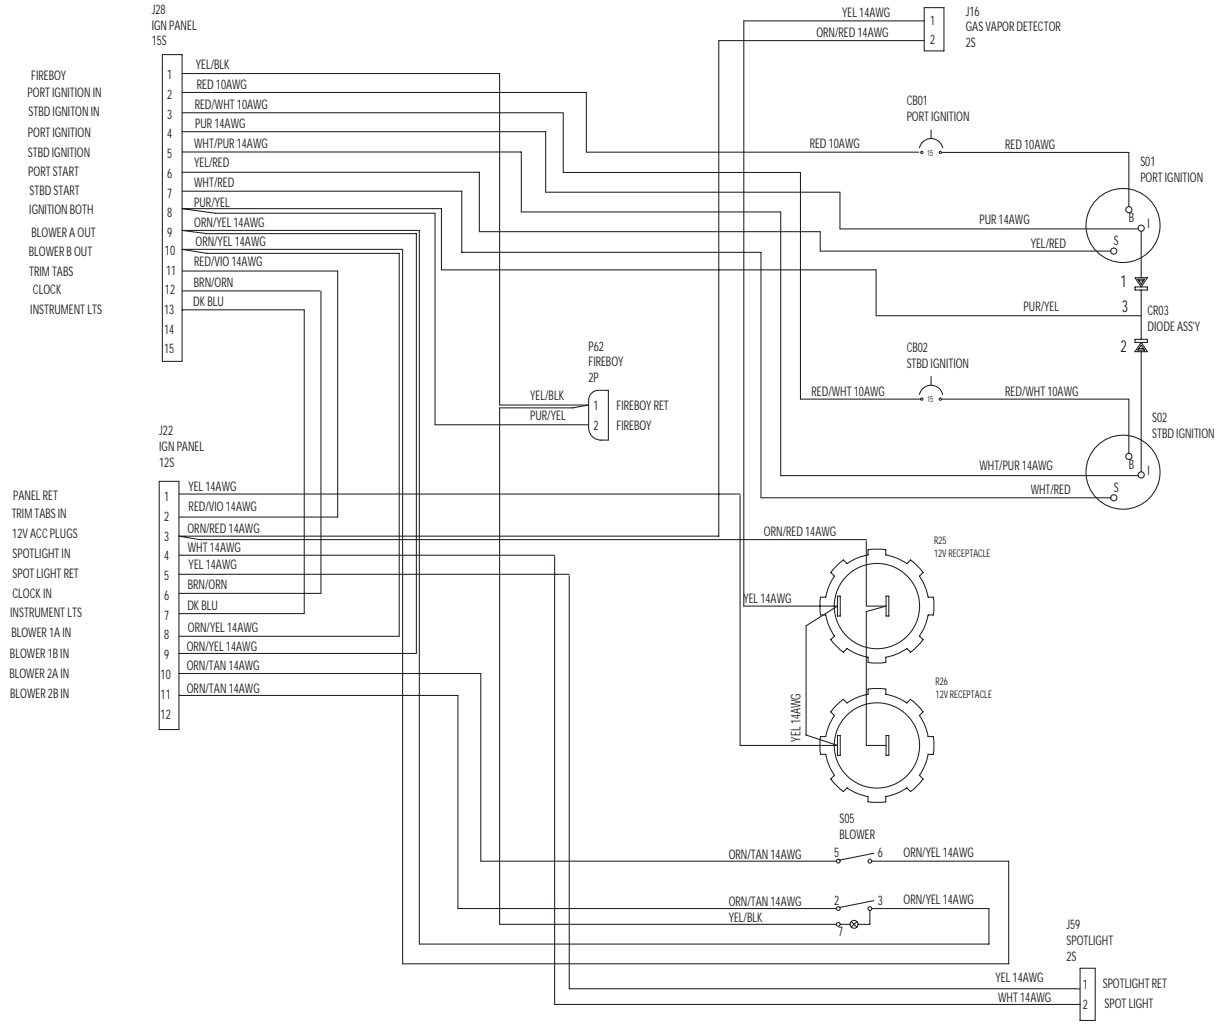 J28
IGN PANEL
15S
FIREBOY
PORT IGNITION IN
STBD IGNITON IN
PORT IGNITION
STBD IGNITION
PORT START
STBD START
IGNITION BOTH
BLOWER A OUT
BLOWER B OUT
TRIM TABS
CLOCK
INSTRUMENT LTS
1
2
3
4
5
6
7
8
9
10
11
12
13
14
15
YEL/BLK
RED 10AWG
RED/WHT 10AWG
PUR 14AWG
WHT/PUR 14AWG
YEL/RED
WHT/RED
PUR/YEL
ORN/YEL 14AWG
ORN/YEL 14AWG
RED/VIO 14AWG
BRN/ORN
DK BLU
YEL 14AWG
ORN/RED 14AWG
1
2
J16
GAS VAPOR DETECTOR
2S
CB01
PORT IGNITION
RED 10AWG
15
RED 10AWG
S01
PORT IGNITION
B
I
S
PUR 14AWG
YEL/RED
1
3
2
CR03
DIODE ASS'Y
PUR/YEL
CB02
STBD IGNITION
RED/WHT 10AWG
15
RED/WHT 10AWG
S02
STBD IGNITION
B
I
S
WHT/PUR 14AWG
WHT/RED
P62
FIREBOY
2P
YEL/BLK
PUR/YEL
1
2
FIREBOY RET
FIREBOY
J22
IGN PANEL
12S
PANEL RET
TRIM TABS IN
12V ACC PLUGS
SPOTLIGHT IN
SPOT LIGHT RET
CLOCK IN
INSTRUMENT LTS
BLOWER 1A IN
BLOWER 1B IN
BLOWER 2A IN
BLOWER 2B IN
1
2
3
4
5
6
7
8
9
10
11
12
YEL 14AWG
RED/VIO 14AWG
ORN/RED 14AWG
WHT 14AWG
YEL 14AWG
BRN/ORN
DK BLU
ORN/YEL 14AWG
ORN/YEL 14AWG
ORN/TAN 14AWG
ORN/TAN 14AWG
ORN/RED 14AWG
R25
12V RECEPTACLE
YEL 14AWG
YEL 14AWG
R26
12V RECEPTACLE
S05
BLOWER
ORN/TAN 14AWG
5
6
ORN/YEL 14AWG
ORN/TAN 14AWG
2
3
ORN/YEL 14AWG
YEL/BLK
7
J59
SPOTLIGHT
2S
YEL 14AWG
WHT 14AWG
1
2
SPOTLIGHT RET
SPOT LIGHT